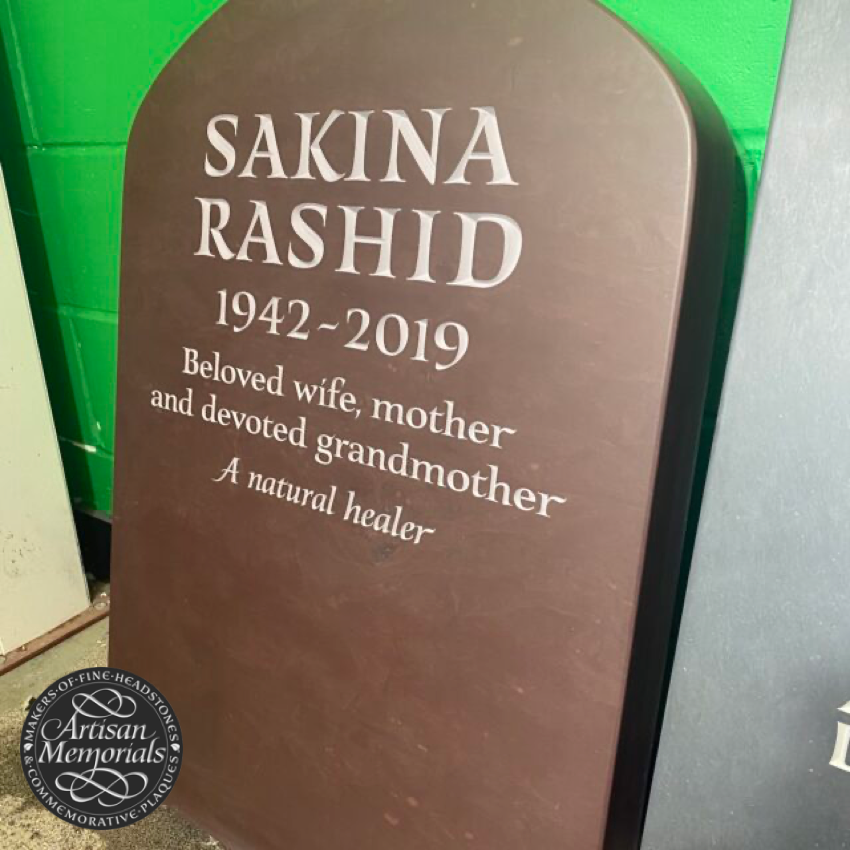 SAKINA
RASHID
1942~2019
Beloved wife, mother
and devoted grandmother
A natural healer
MAKERS·OF·FINE·HEADSTONES
Artisan
Memorials
& COMMEMORATIVE·PLAQUES